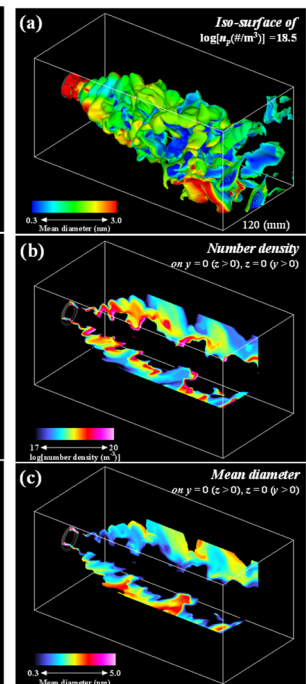 (a)
Iso-surface of
log[nₚ(#/m³)] =18.5
0.3
3.0
Mean diameter (nm)
120 (mm)
(b)
Number density
on y = 0 (z > 0), z = 0 (y > 0)
17
20
log[number density (m⁻³)]
(c)
Mean diameter
on y = 0 (z > 0), z = 0 (y > 0)
0.3
5.0
Mean diameter (nm)